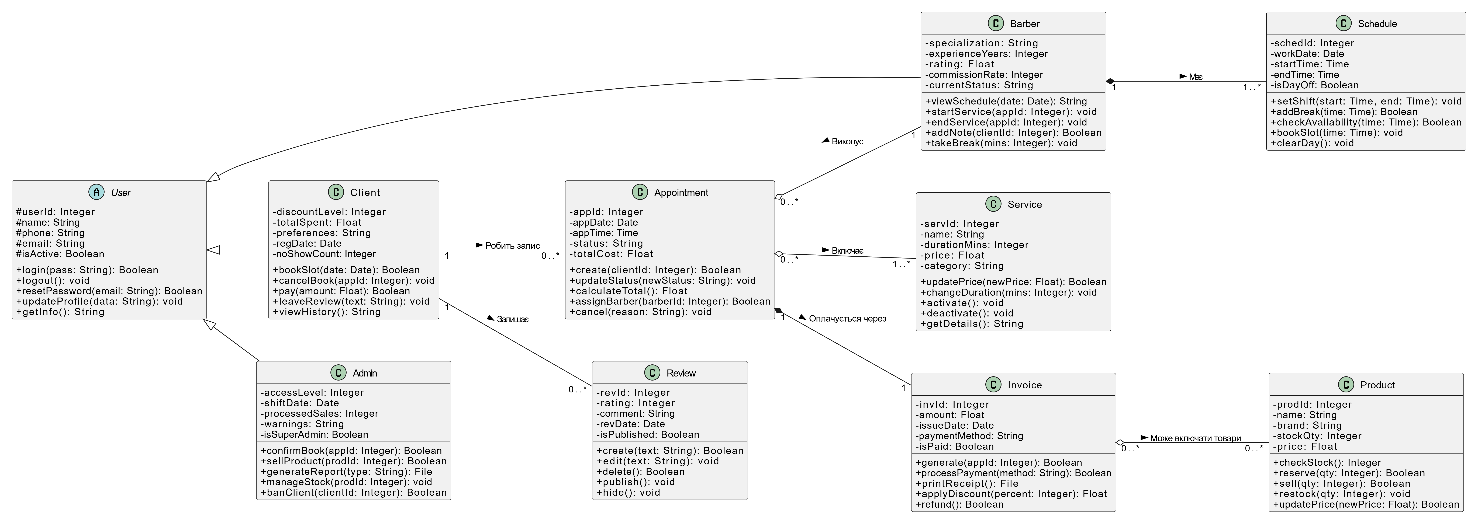 C Barber
-specialization: String
-experienceYears: Integer
-rating: Float
-commissionRate: Integer
-currentStatus: String
+viewSchedule(date: Date): String
+startService(appId: Integer): void
+endService(appId: Integer): void
+addNote(clientId: Integer): Boolean
+takeBreak(mins: Integer): void
Має
1
1..*
C Schedule
-schedId: Integer
-workDate: Date
-startTime: Time
-endTime: Time
-isDayOff: Boolean
+setShift(start: Time, end: Time): void
+addBreak(time: Time): Boolean
+checkAvailability(time: Time): Boolean
+bookSlot(time: Time): void
+clearDay(): void
Виконує
1
0..*
A User
#userId: Integer
#name: String
#phone: String
#email: String
#isActive: Boolean
+login(pass: String): Boolean
+logout(): void
+resetPassword(email: String): Boolean
+updateProfile(data: String): void
+getInfo(): String
C Client
-discountLevel: Integer
-totalSpent: Float
-preferences: String
-regDate: Date
-noShowCount: Integer
+bookSlot(date: Date): Boolean
+cancelBook(appId: Integer): void
+pay(amount: Float): Boolean
+leaveReview(text: String): void
+viewHistory(): String
Робить запис
1
0..*
C Appointment
-appId: Integer
-appDate: Date
-appTime: Time
-status: String
-totalCost: Float
+create(clientId: Integer): Boolean
+updateStatus(newStatus: String): void
+calculateTotal(): Float
+assignBarber(barberId: Integer): Boolean
+cancel(reason: String): void
Включає
0..*
1..*
C Service
-servId: Integer
-name: String
-durationMins: Integer
-price: Float
-category: String
+updatePrice(newPrice: Float): Boolean
+changeDuration(mins: Integer): void
+activate(): void
+deactivate(): void
+getDetails(): String
1
Залишає
0..*
1
Оплачується через
1
C Admin
-accessLevel: Integer
-shiftDate: Date
-processedSales: Integer
-warnings: String
-isSuperAdmin: Boolean
+confirmBook(appId: Integer): Boolean
+sellProduct(prodId: Integer): Boolean
+generateReport(type: String): File
+manageStock(prodId: Integer): void
+banClient(clientId: Integer): Boolean
C Review
-revId: Integer
-rating: Integer
-comment: String
-revDate: Date
-isPublished: Boolean
+create(text: String): Boolean
+edit(text: String): void
+delete(): Boolean
+publish(): void
+hide(): void
C Invoice
-invId: Integer
-amount: Float
-issueDate: Date
-paymentMethod: String
-isPaid: Boolean
+generate(appId: Integer): Boolean
+processPayment(method: String): Boolean
+printReceipt(): File
+applyDiscount(percent: Integer): Float
+refund(): Boolean
Може включати товари
0..*
0..*
C Product
-prodId: Integer
-name: String
-brand: String
-stockQty: Integer
-price: Float
+checkStock(): Integer
+reserve(qty: Integer): Boolean
+sell(qty: Integer): Boolean
+restock(qty: Integer): void
+updatePrice(newPrice: Float): Boolean